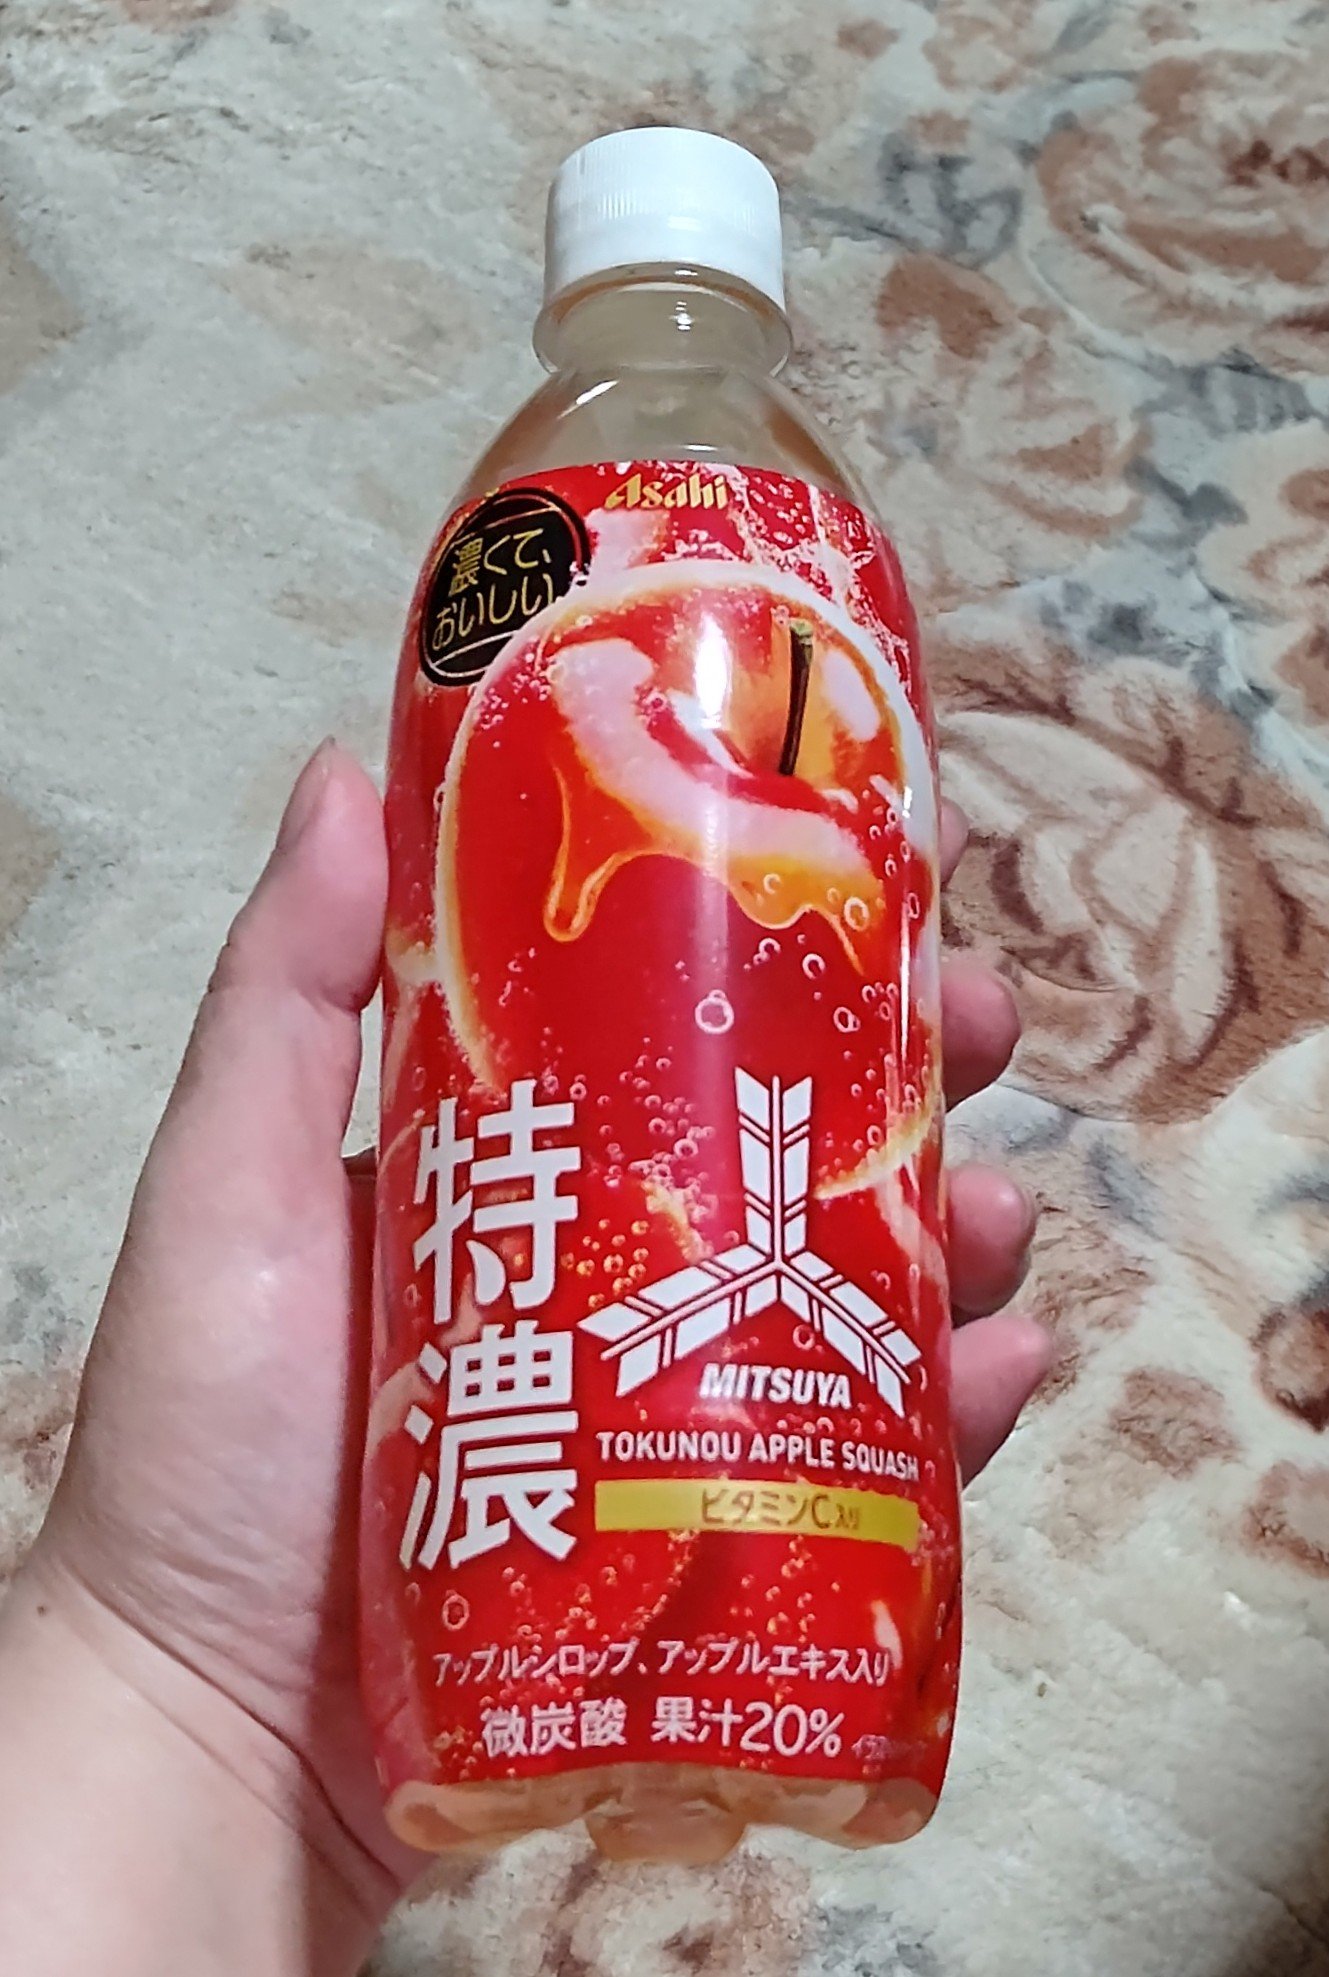 Asahi
濃くて、
おいしい。
特濃
MITSUYA
TOKUNOU APPLE SQUASH
ビタミンC入り
アップルシロップ、アップルエキス入り
微炭酸 果汁20%